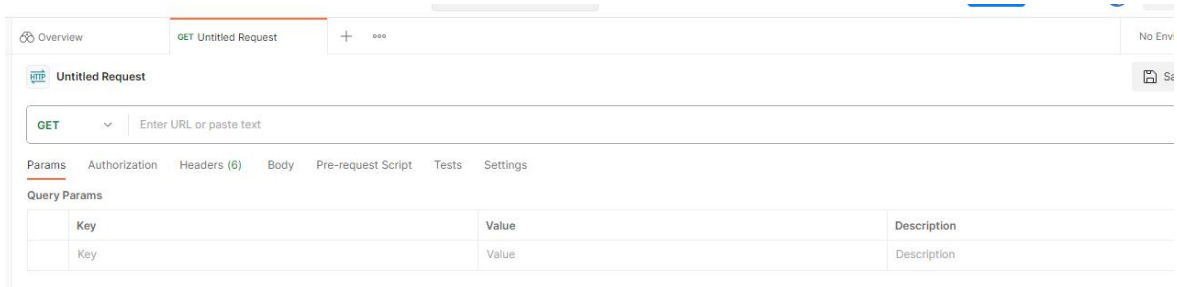 Overview GET Untitled Request + No Envi
HTTP Untitled Request Sa
GET Enter URL or paste text
Params Authorization Headers (6) Body Pre-request Script Tests Settings
Query Params
Key Value Description
Key Value Description